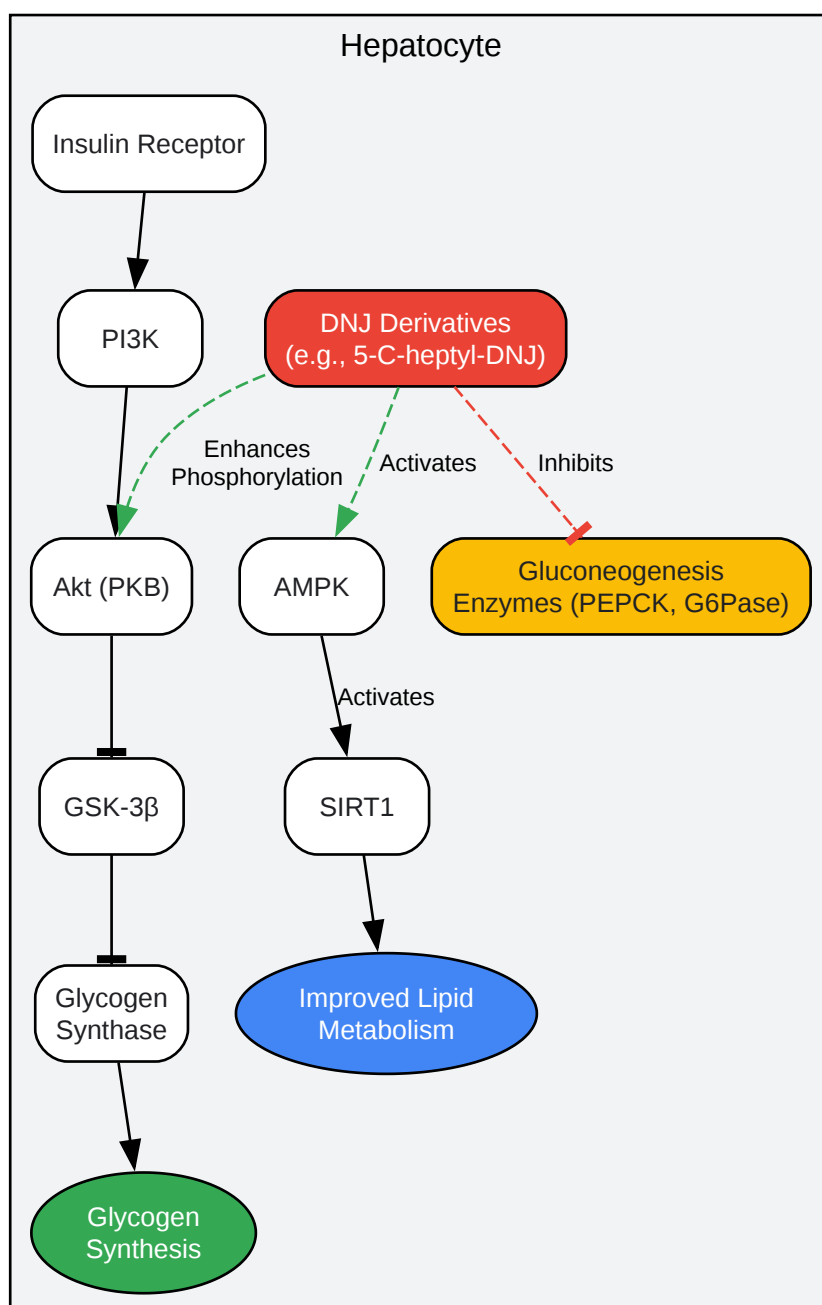 Hepatocyte
Insulin Receptor
PI3K
DNJ Derivatives
(e.g., 5-C-heptyl-DNJ)
Enhances
Phosphorylation
Activates
Inhibits
Akt (PKB)
AMPK
Gluconeogenesis
Enzymes (PEPCK, G6Pase)
Activates
GSK-3β
SIRT1
Glycogen
Synthase
Improved Lipid
Metabolism
Glycogen
Synthesis